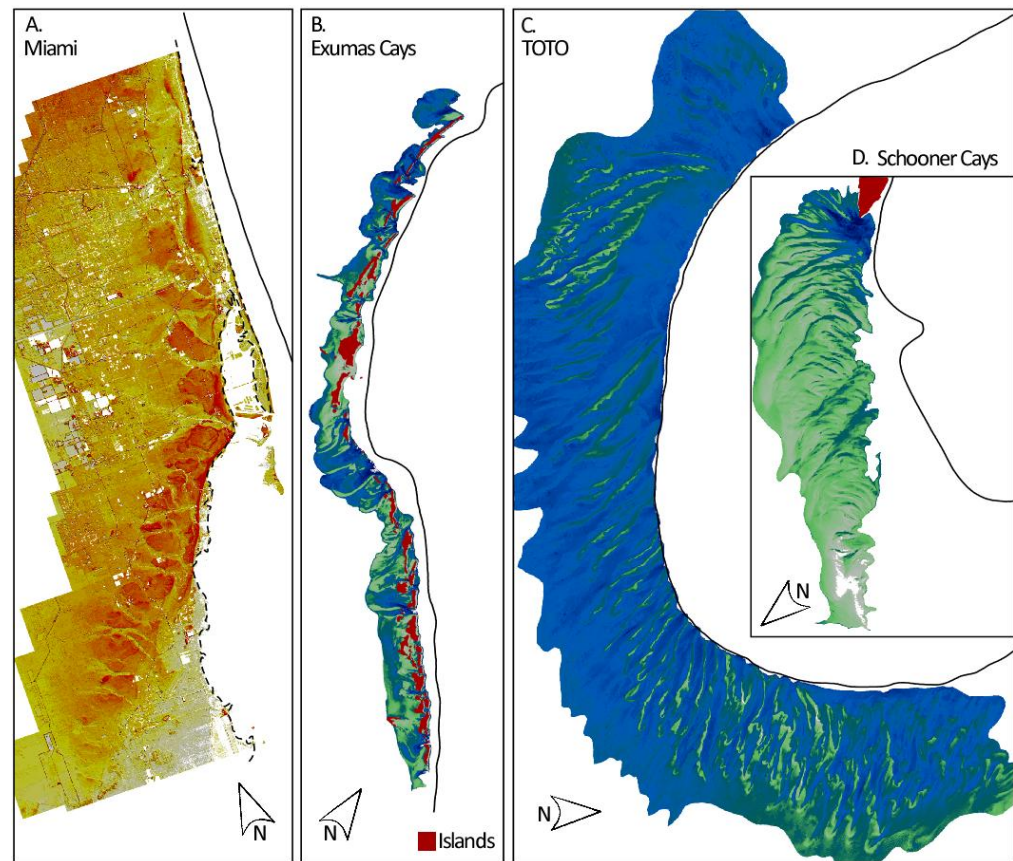 A.
Miami
B.
Exumas Cays
C.
TOTO
D. Schooner Cays
N
N
N
N
Islands